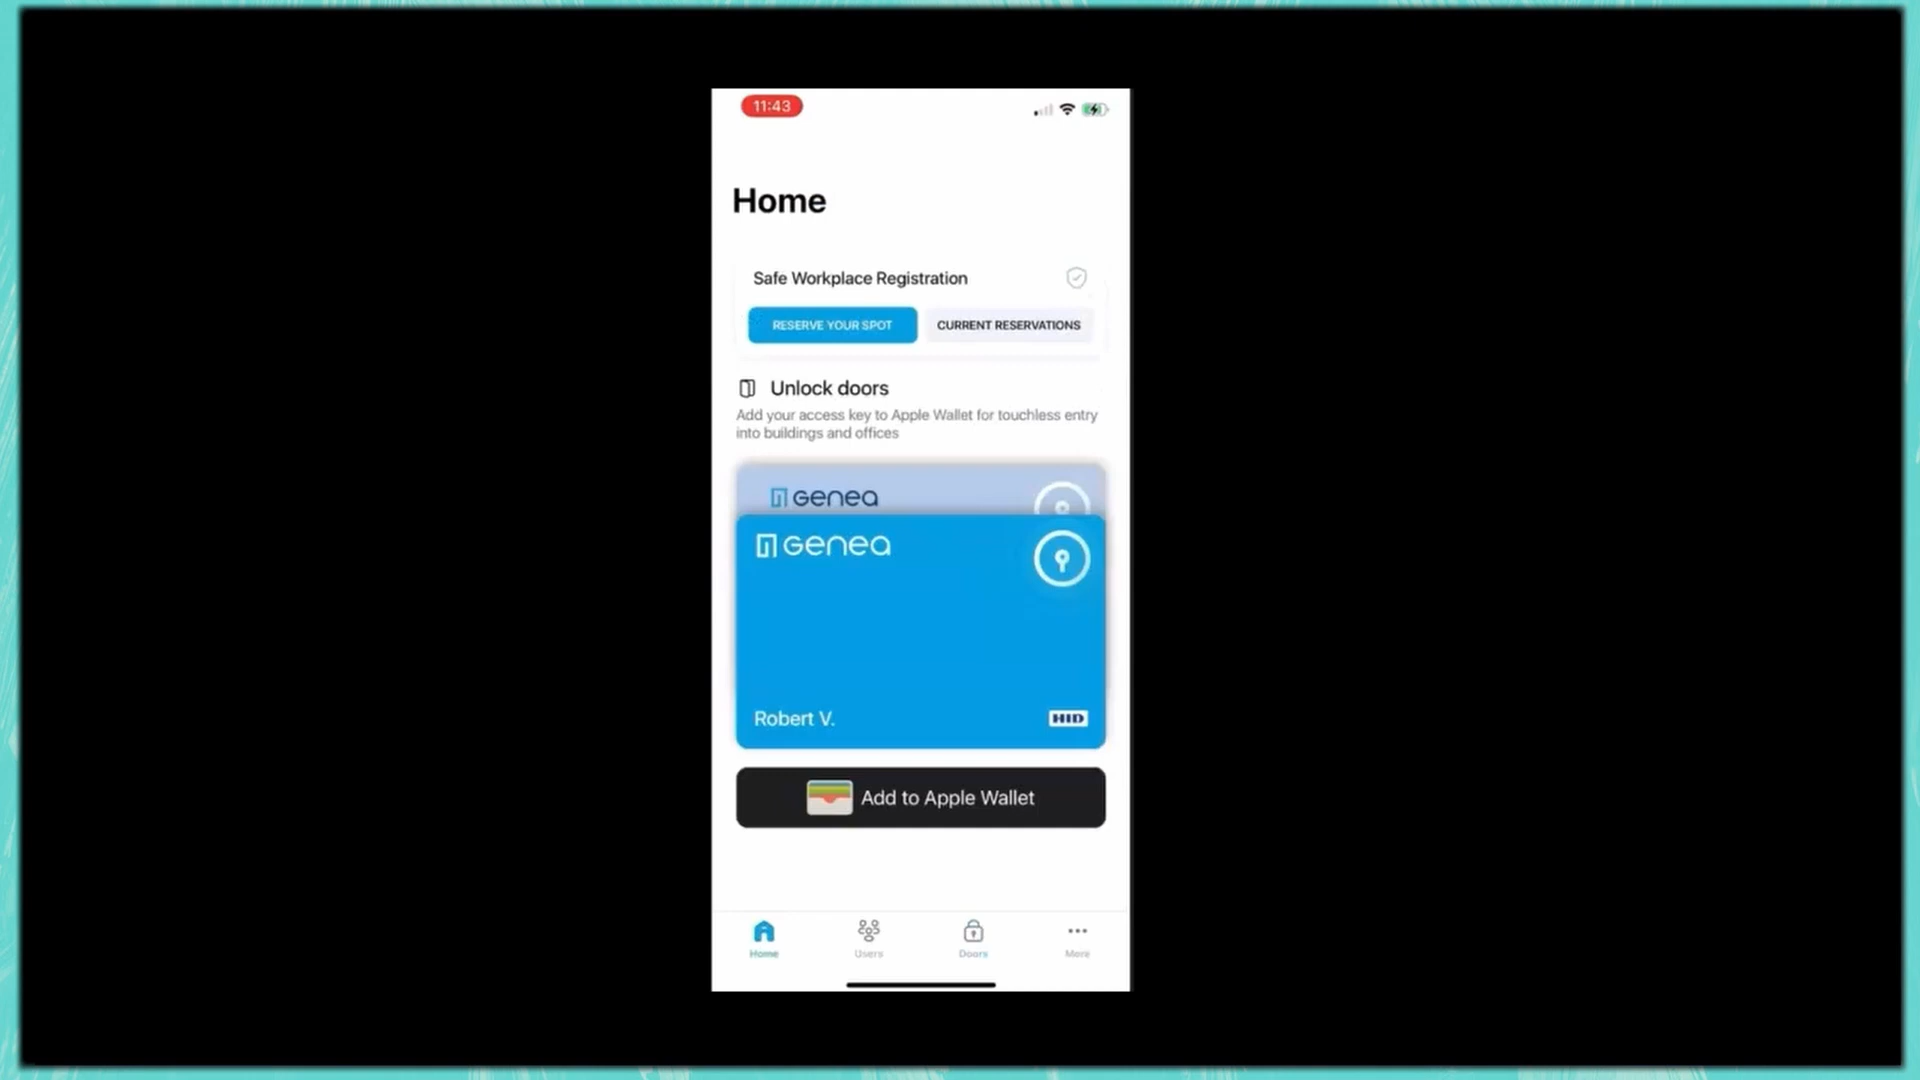 11:43
Home
Safe Workplace Registration
RESERVE YOUR SPOT
CURRENT RESERVATIONS
Unlock doors
Add your access key to Apple Wallet for touchless entry
into buildings and offices
Genea
Genea
Robert V.
HID
Add to Apple Wallet
Home
Users
Doors
More